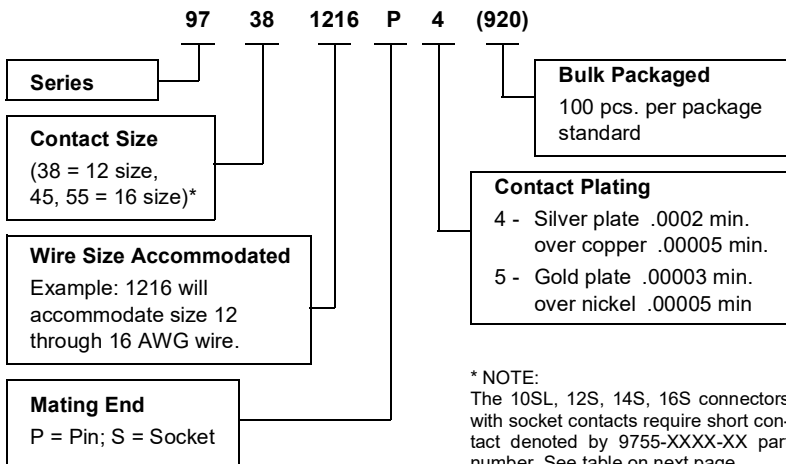 97 38 1216 P 4 (920)
Series
Contact Size
(38 = 12 size,
45, 55 = 16 size)*
Wire Size Accommodated
Example: 1216 will
accommodate size 12
through 16 AWG wire.
Mating End
P = Pin; S = Socket
Bulk Packaged
100 pcs. per package
standard
Contact Plating
4 - Silver plate .0002 min.
over copper .00005 min.
5 - Gold plate .00003 min.
over nickel .00005 min
* NOTE:
The 10SL, 12S, 14S, 16S connectors
with socket contacts require short con-
tact denoted by 9755-XXXX-XX part
number. See table on next page